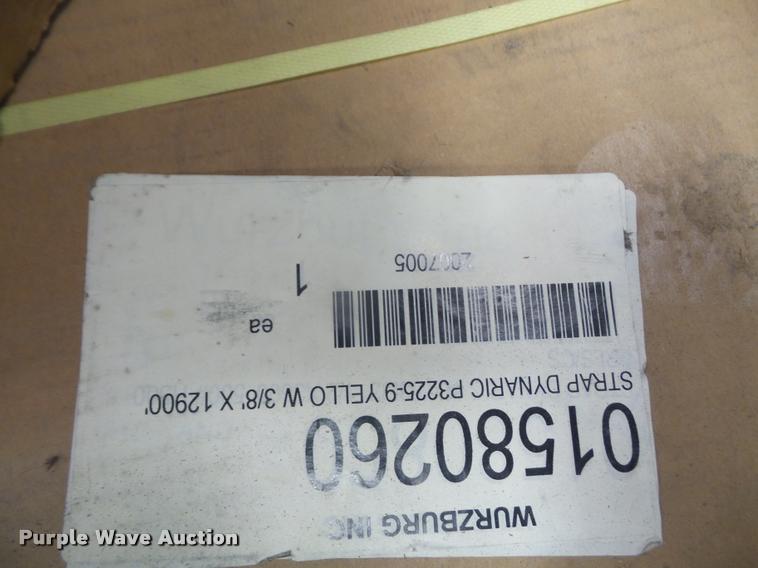 WURZBURG INC
01580260
STRAP DYNARIC P3225-9 YELLO W 3/8' X 12900'
ea
1
2007005
Purple Wave Auction